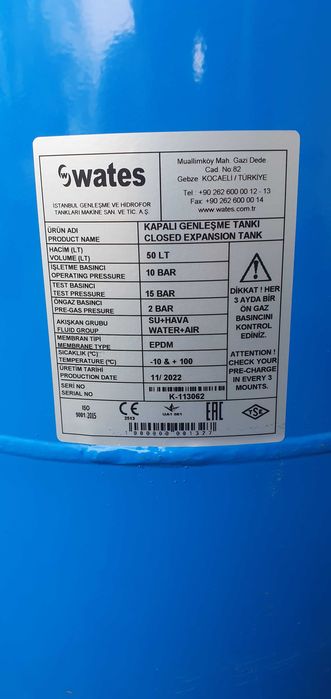 wates
İSTANBUL GENLEŞME VE HİDROFOR
TANKLARI MAKİNE SAN. VE TİC. A.Ş.
Muallimköy Mah. Gazi Dede
Cad. No:82
Gebze KOCAELİ / TÜRKİYE
Tel : +90 262 600 00 12 - 13
Fax: +90 262 600 00 14
www.wates.com.tr
ÜRÜN ADI
PRODUCT NAME
KAPALI GENLEŞME TANKI
CLOSED EXPANSION TANK
HACİM (LT)
VOLUME (LT)
50 LT
İŞLETME BASINCI
OPERATING PRESSURE
10 BAR
TEST BASINCI
TEST PRESSURE
15 BAR
ÖNGAZ BASINCI
PRE-GAS PRESURE
2 BAR
AKIŞKAN GRUBU
FLUID GROUP
SU+HAVA
WATER+AIR
MEMBRAN TİPİ
MEMBRANE TYPE
EPDM
SICAKLIK (°C)
TEMPERATURE (°C)
-10 & + 100
ÜRETİM TARİHİ
PRODUCTION DATE
11/ 2022
SERİ NO
SERIAL NO
K-113062
DİKKAT ! HER
3 AYDA BİR
ÖN GAZ
BASINCINI
KONTROL
EDİNİZ.
ATTENTION !
CHECK YOUR
PRE-CHARGE
IN EVERY 3
MOUNTS.
ISO
9001:2015
CE
2513
EAC
TSE
1 000000 001327